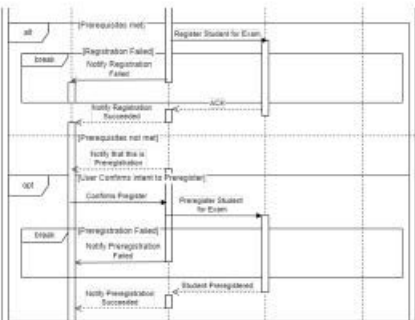 alt
[Prerequisites met]
Register Student for Exam
[Registration Failed]
break
Notify Registration
Failed
ACK
Notify Registration
Succeeded
[Prerequisites not met]
Notify that this is
Preregistration
[User Confirms intent to Preregister]
opt
Confirms Pregister
Preregister Student
for Exam
[Preregistration Failed]
break
Notify Preregistration
Failed
Student Preregistered
Notify Preregistration
Succeeded